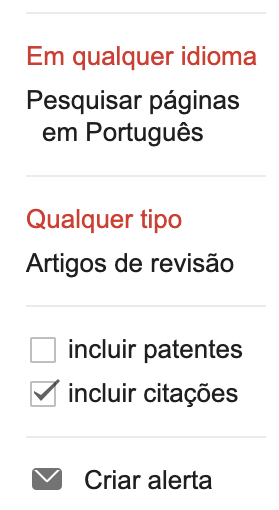 Em qualquer idioma
Pesquisar páginas
em Português
Qualquer tipo
Artigos de revisão
incluir patentes
incluir citações
Criar alerta